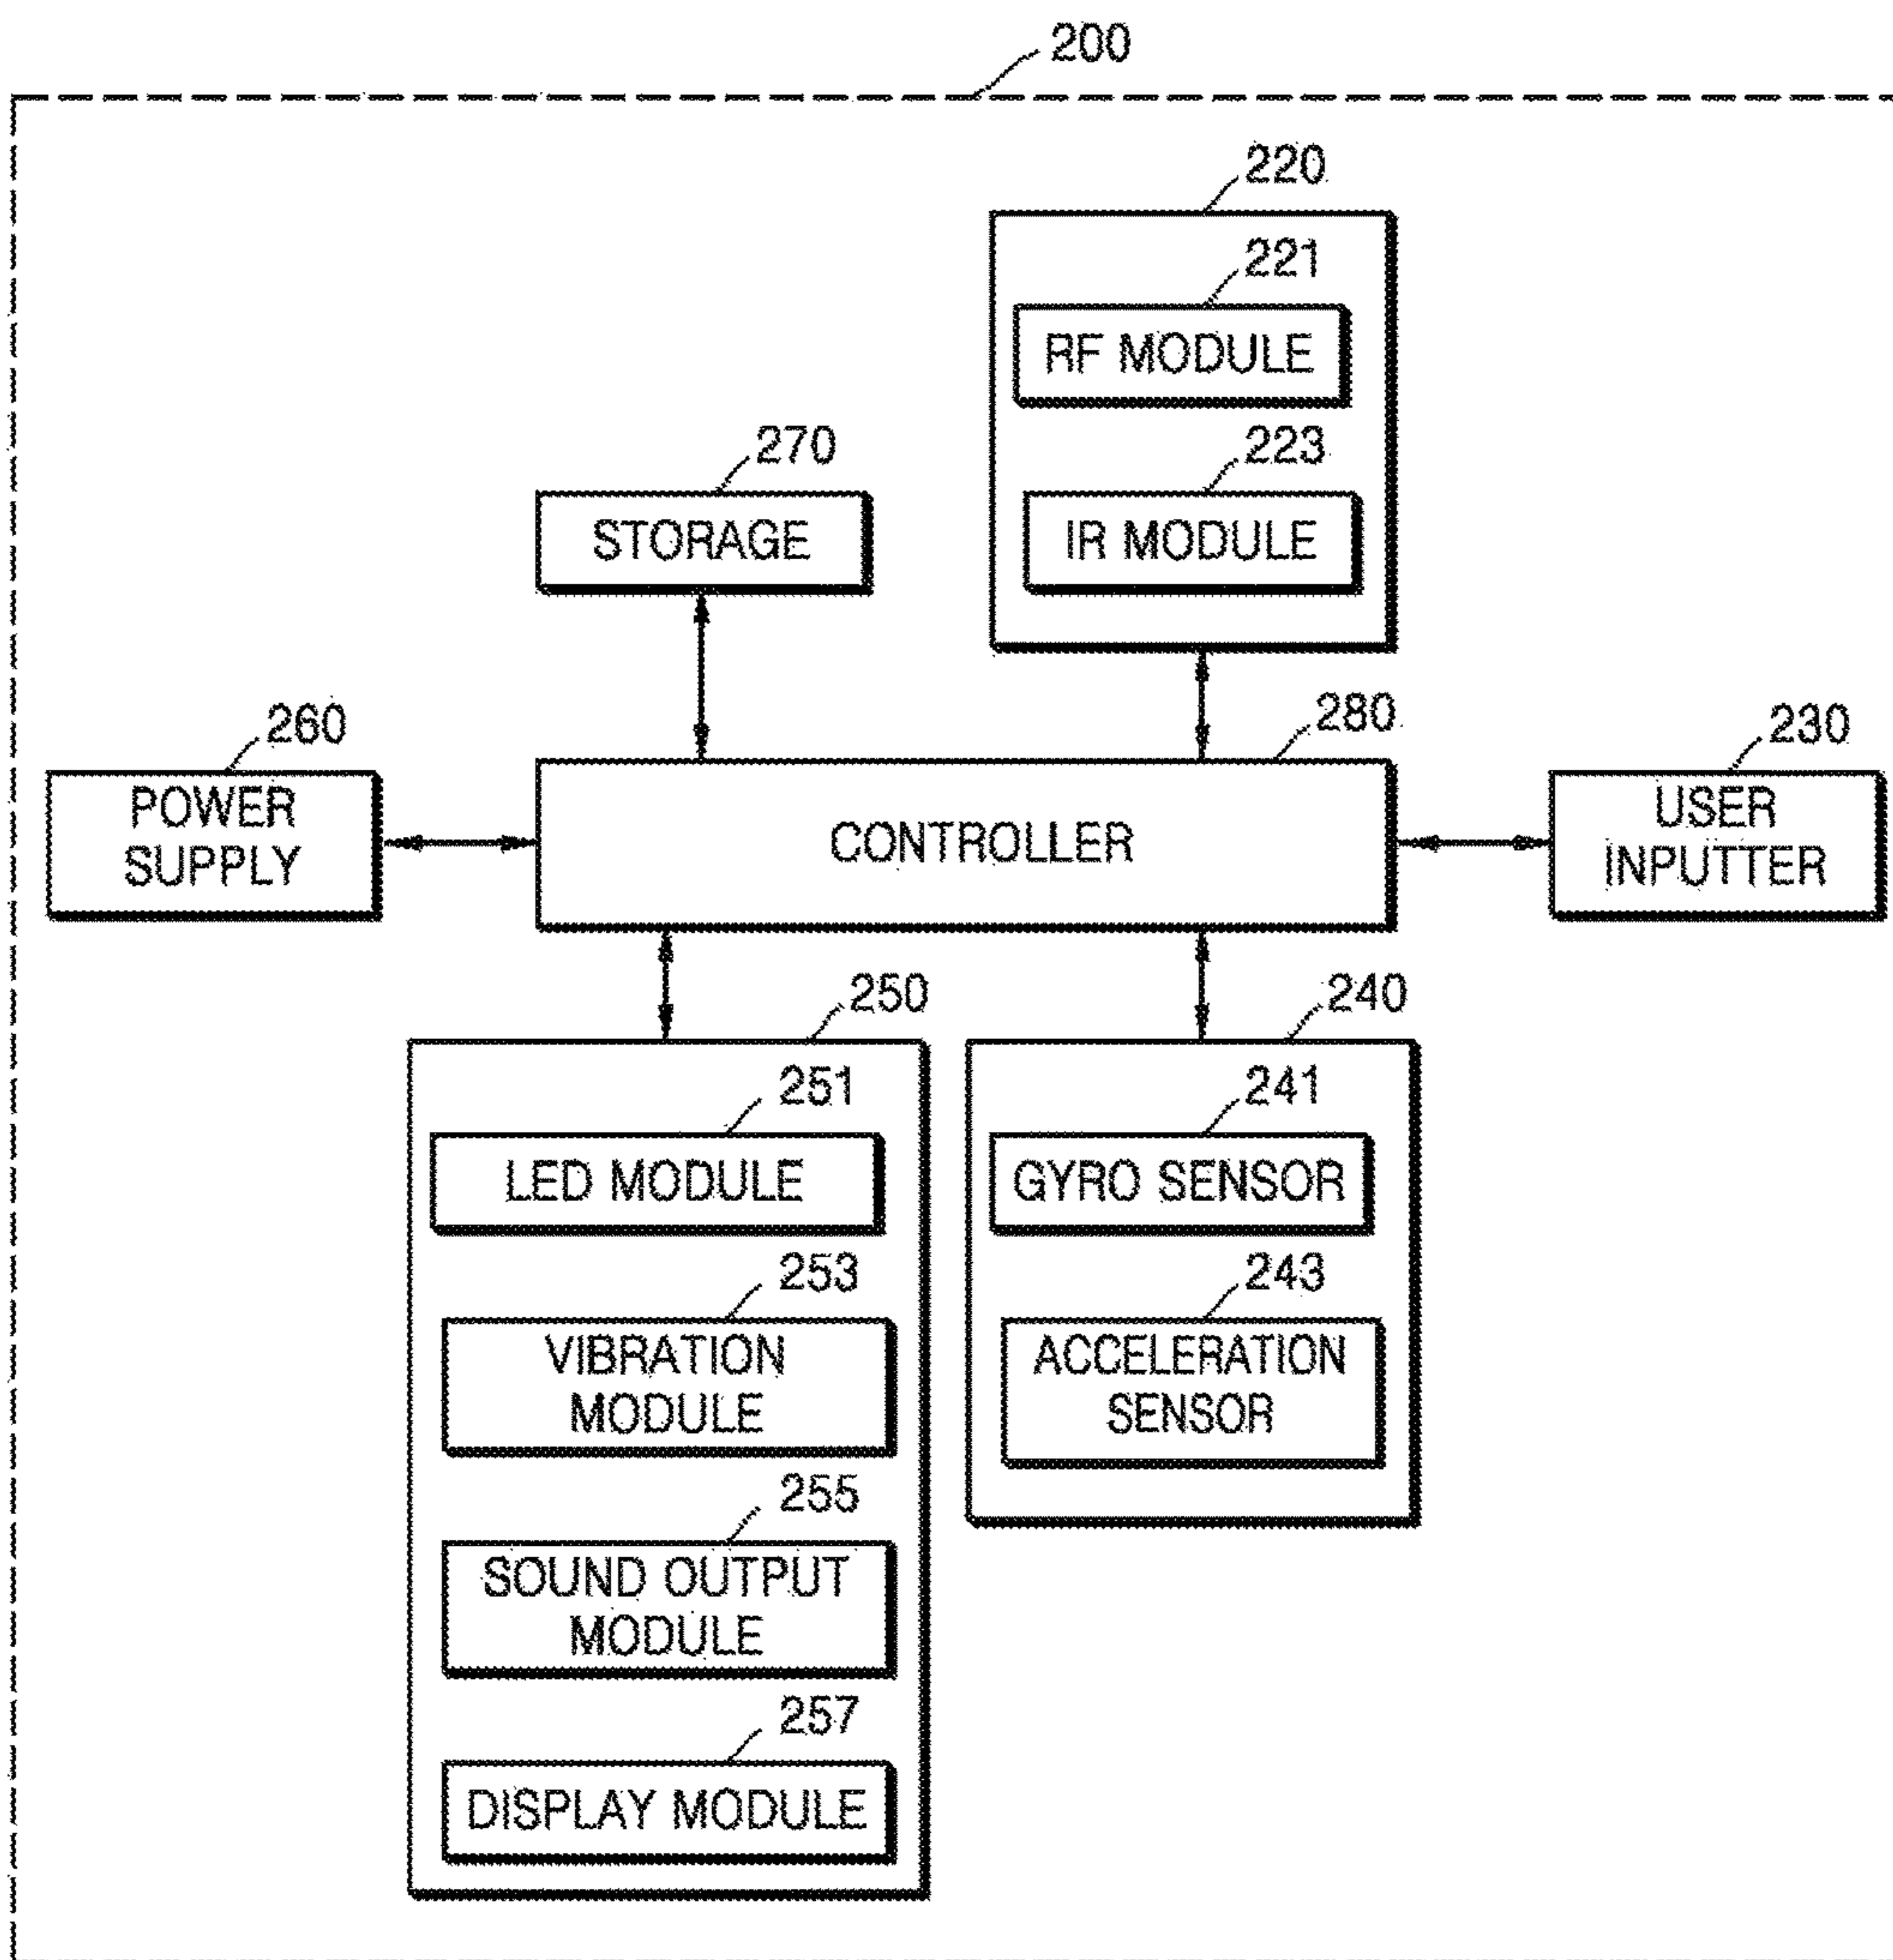 200
220
221
RF MODULE
270
223
STORAGE
IR MODULE
260
280
230
POWER
SUPPLY
CONTROLLER
USER
INPUTTER
250
240
251
241
LED MODULE
GYRO SENSOR
253
243
VIBRATION
MODULE
ACCELERATION
SENSOR
255
SOUND OUTPUT
MODULE
257
DISPLAY MODULE